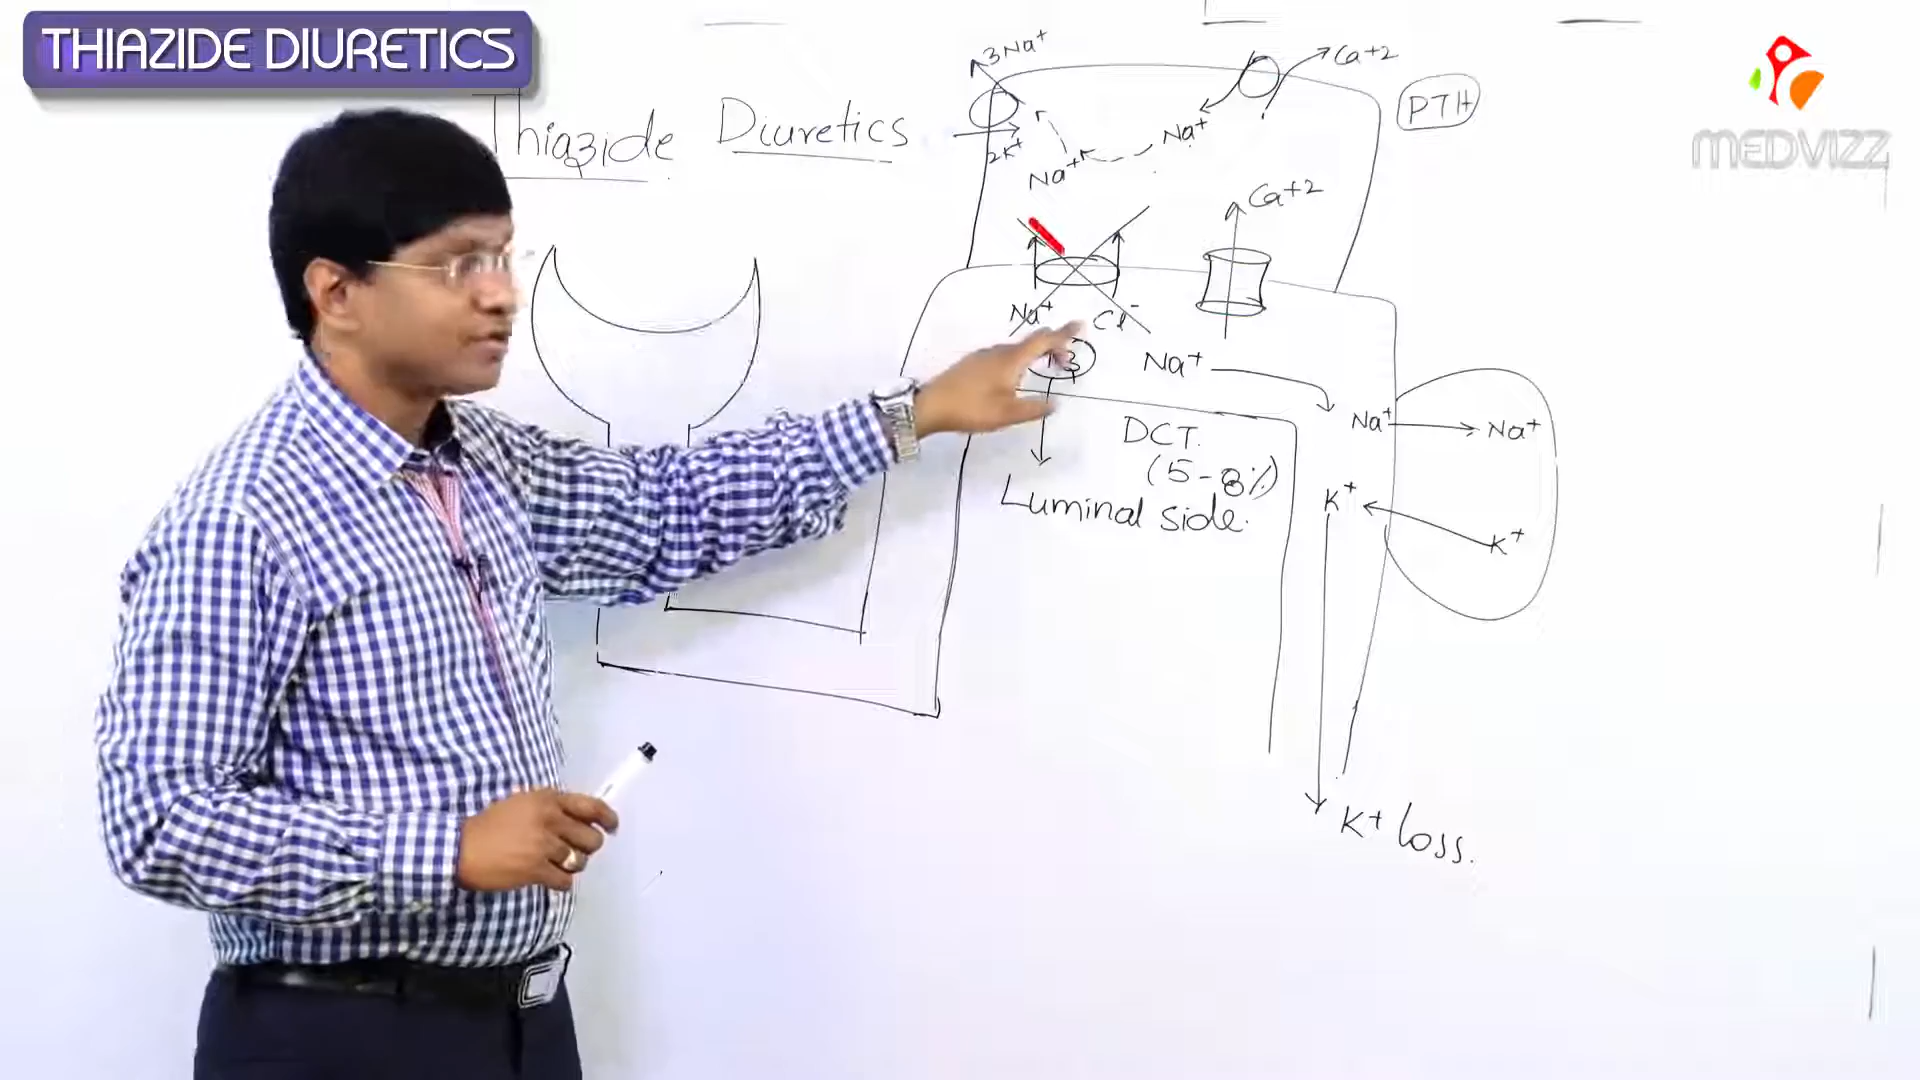 THIAZIDE DIURETICS
MEDVIZZ
Thiazide Diuretics
3Na+
2K+
Na+
Na+
Ca+2
PTH
Ca+2
Na+
Cl-
Na+
DCT.
(5-8%)
Luminal side.
Na+
Na+
K+
K+
K+ loss.